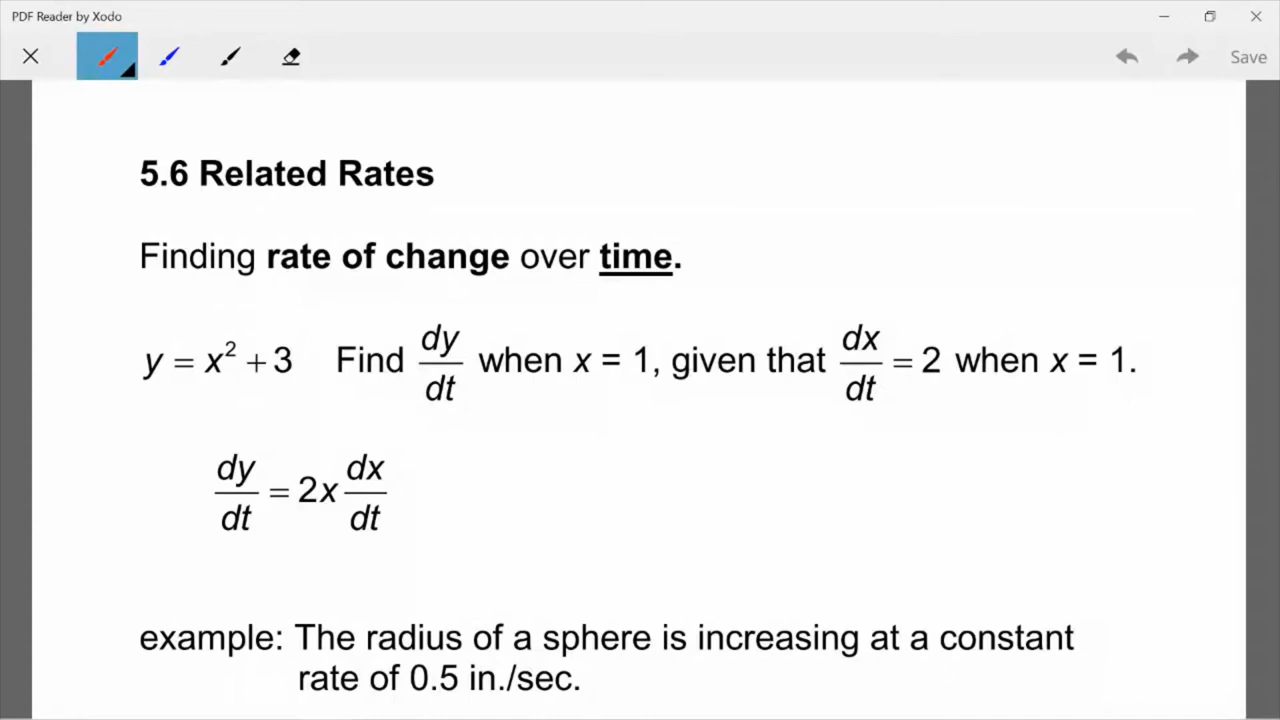 PDF Reader by Xodo
Save
5.6 Related Rates
Finding rate of change over time.
y = x² + 3 Find dy/dt when x = 1, given that dx/dt = 2 when x = 1.
dy/dt = 2x dx/dt
example: The radius of a sphere is increasing at a constant
rate of 0.5 in./sec.